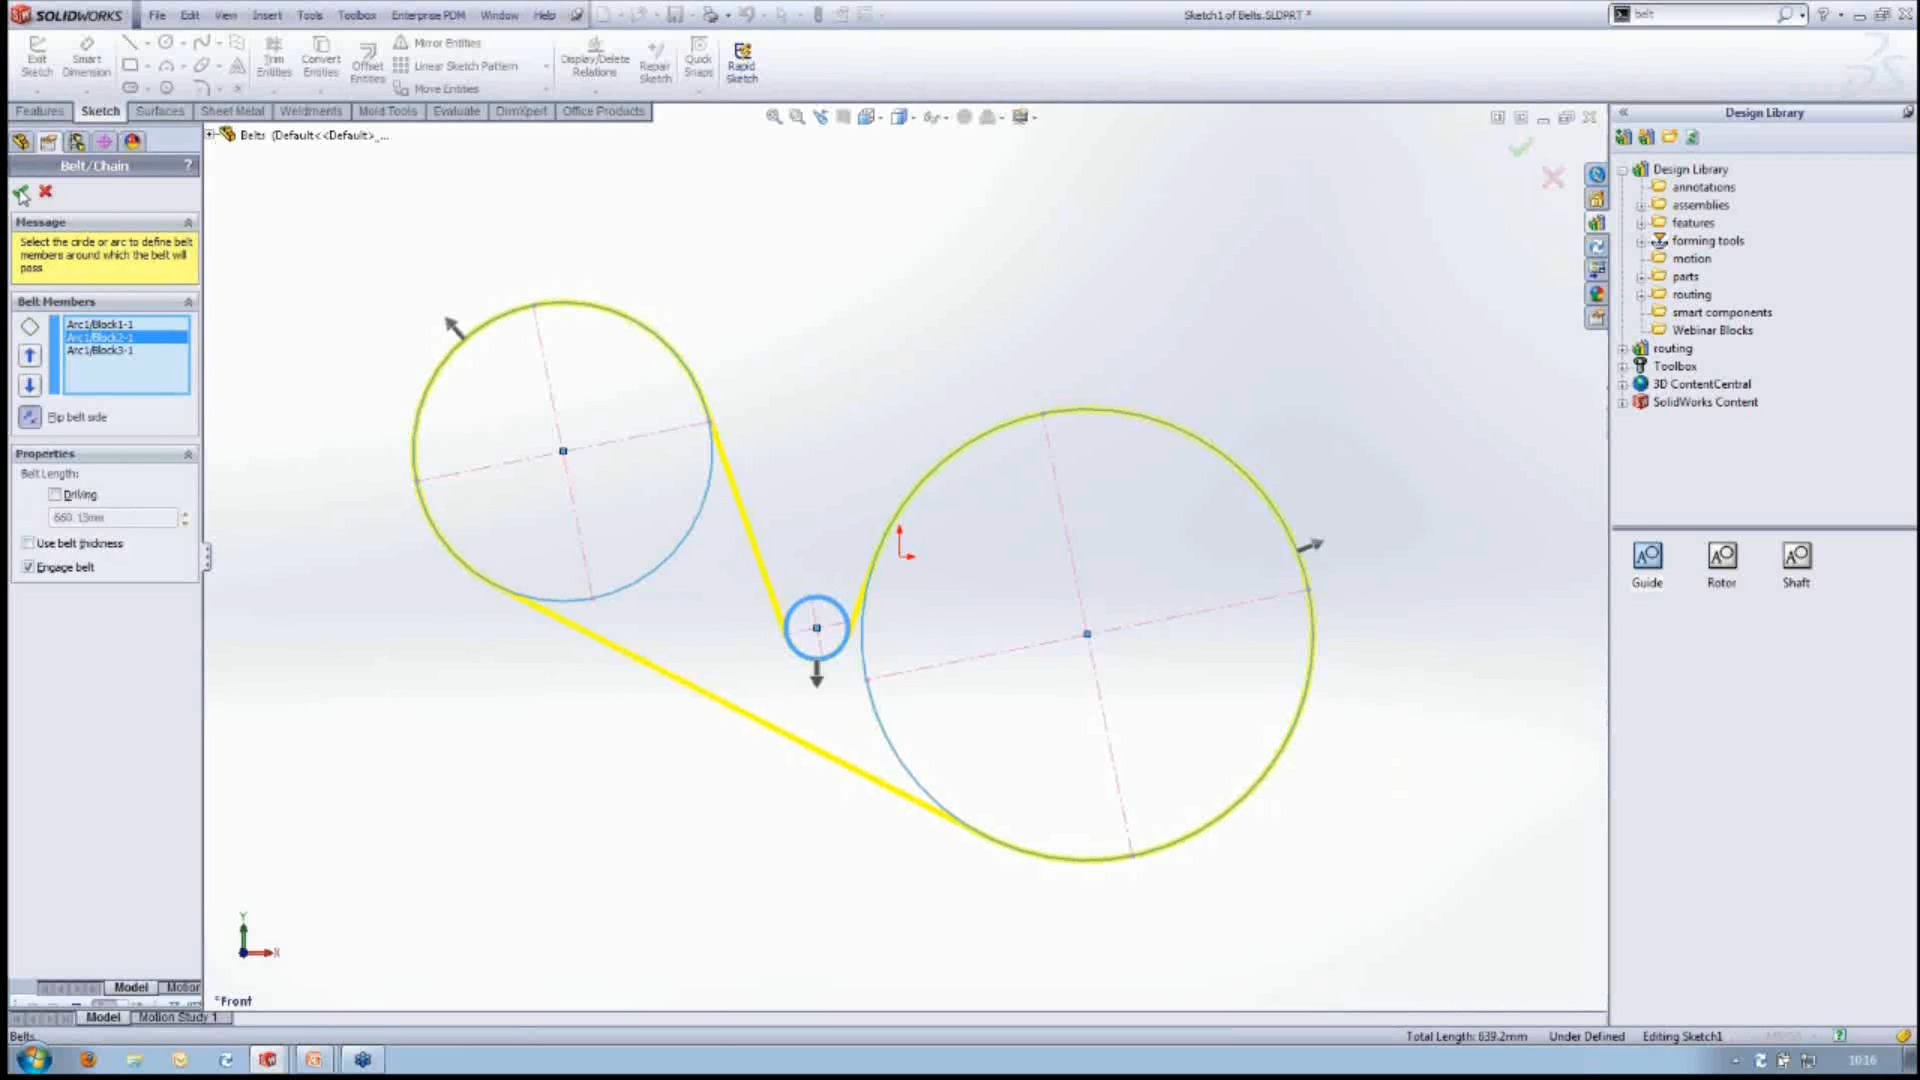 SOLIDWORKS File Edit View Insert Tools Toolbox Enterprise PDM Window Help Sketch1 of Belts.SLDPRT * belt
Exit Sketch
Smart Dimension
Trim Entities
Convert Entities
Offset Entities
Mirror Entities
Linear Sketch Pattern
Move Entities
Display/Delete Relations
Repair Sketch
Quick Snaps
Rapid Sketch
Features Sketch Surfaces Sheet Metal Weldments Mold Tools Evaluate DimXpert Office Products
Belts (Default<<Default>_...
Belt/Chain ?
Message
Select the circle or arc to define belt
members around which the belt will
pass
Belt Members
Arc1/Block1-1
Arc1/Block2-1
Arc1/Block3-1
Flip belt side
Properties
Belt Length:
Driving
660.13mm
Use belt thickness
Engage belt
Y
X
*Front
Design Library
Design Library
annotations
assemblies
features
forming tools
motion
parts
routing
smart components
Webinar Blocks
routing
Toolbox
3D ContentCentral
SolidWorks Content
Guide Rotor Shaft
Model Motion
Model Motion Study 1
Belts Total Length: 639.2mm Under Defined Editing Sketch1
10:16